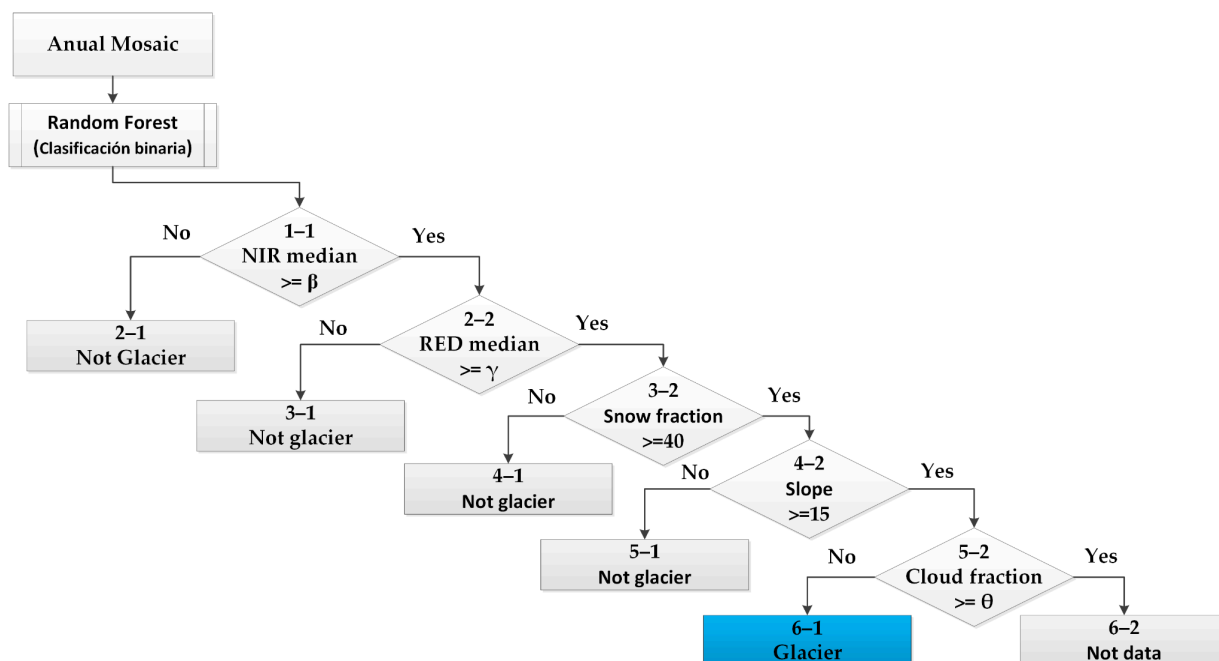 Anual Mosaic
Random Forest
(Clasificación binaria)
No
1–1
Yes
NIR median
>= β
2–1
Not Glacier
No
2–2
Yes
RED median
>= γ
3–1
Not glacier
No
3–2
Yes
Snow fraction
>=40
4–1
Not glacier
No
4–2
Yes
Slope
>=15
5–1
Not glacier
No
5–2
Yes
Cloud fraction
>= θ
6–1
Glacier
6–2
Not data